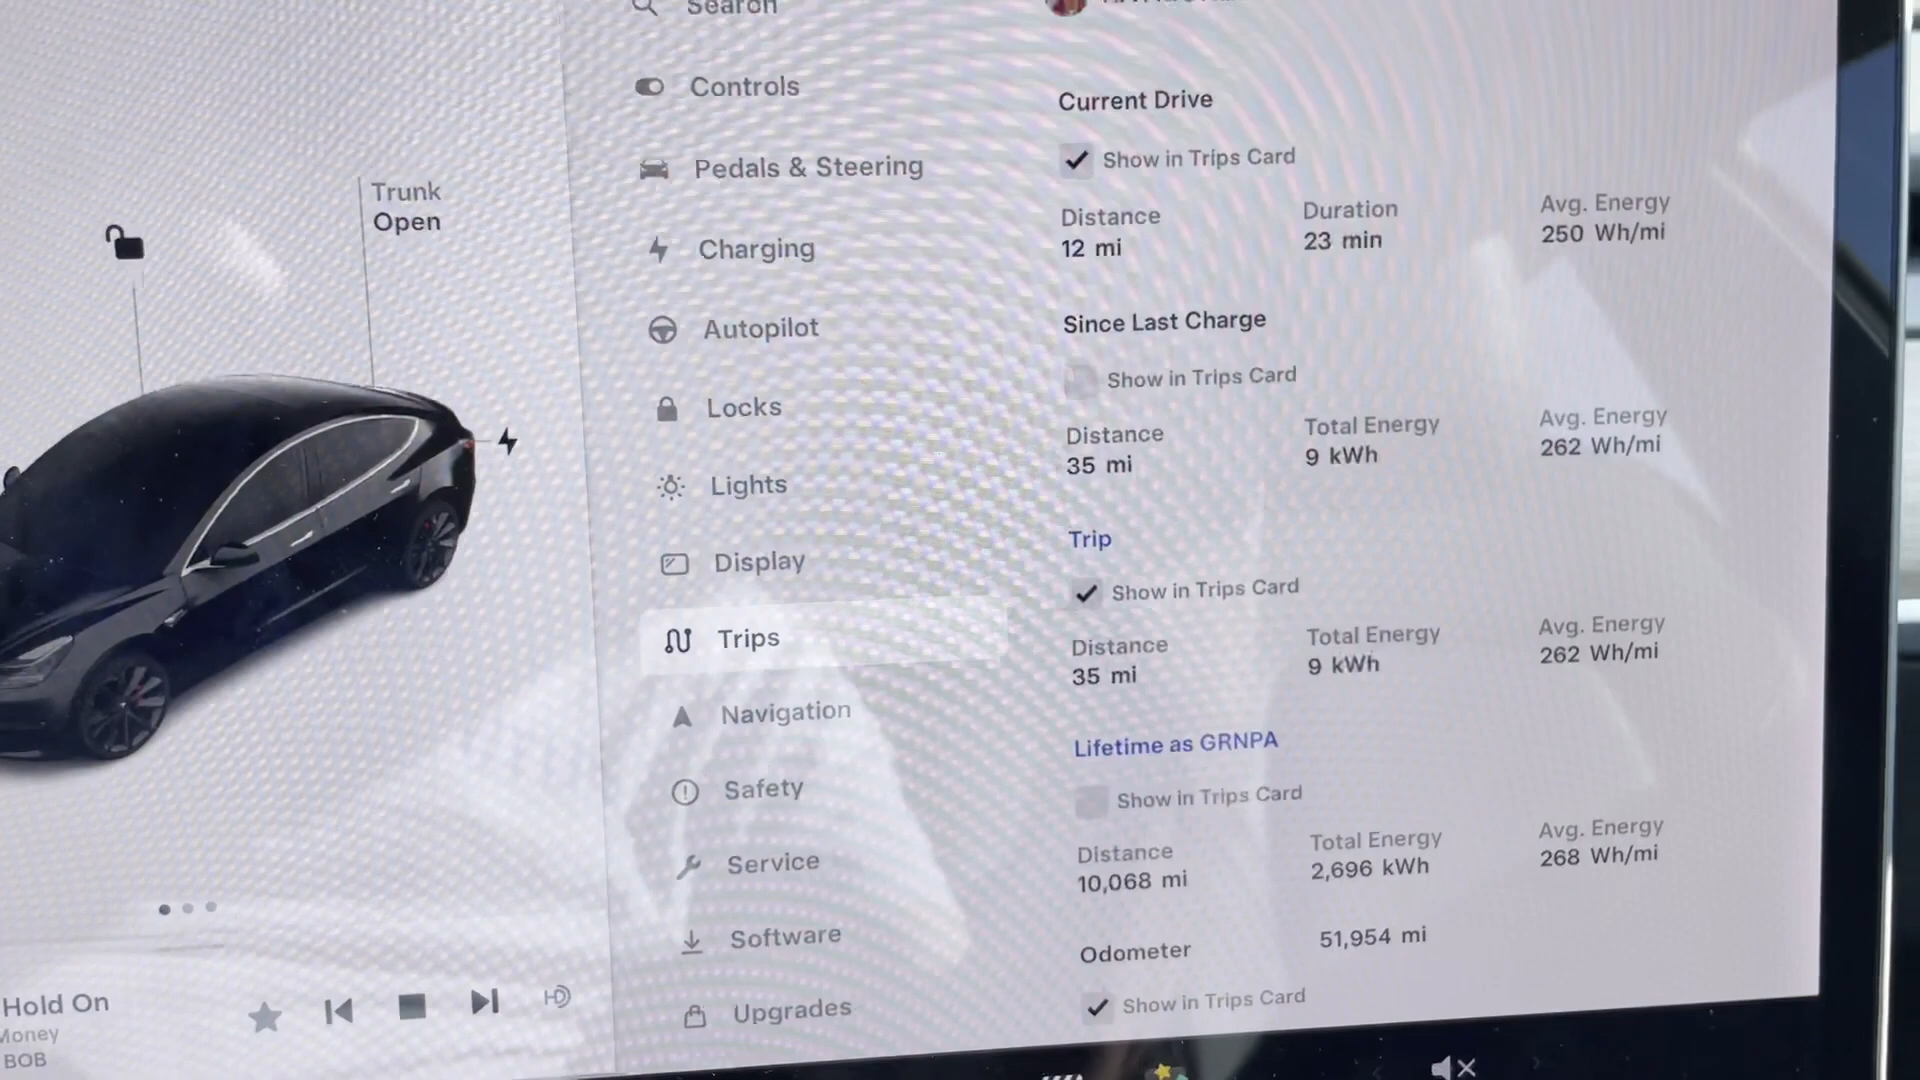 Search
Controls
Pedals & Steering
Charging
Autopilot
Locks
Lights
Display
Trips
Navigation
Safety
Service
Software
Upgrades
Trunk
Open
Hold On
Money
BOB
HD
Current Drive
Show in Trips Card
Distance Duration Avg. Energy
12 mi 23 min 250 Wh/mi
Since Last Charge
Show in Trips Card
Distance Total Energy Avg. Energy
35 mi 9 kWh 262 Wh/mi
Trip
Show in Trips Card
Distance Total Energy Avg. Energy
35 mi 9 kWh 262 Wh/mi
Lifetime as GRNPA
Show in Trips Card
Distance Total Energy Avg. Energy
10,068 mi 2,696 kWh 268 Wh/mi
Odometer 51,954 mi
Show in Trips Card